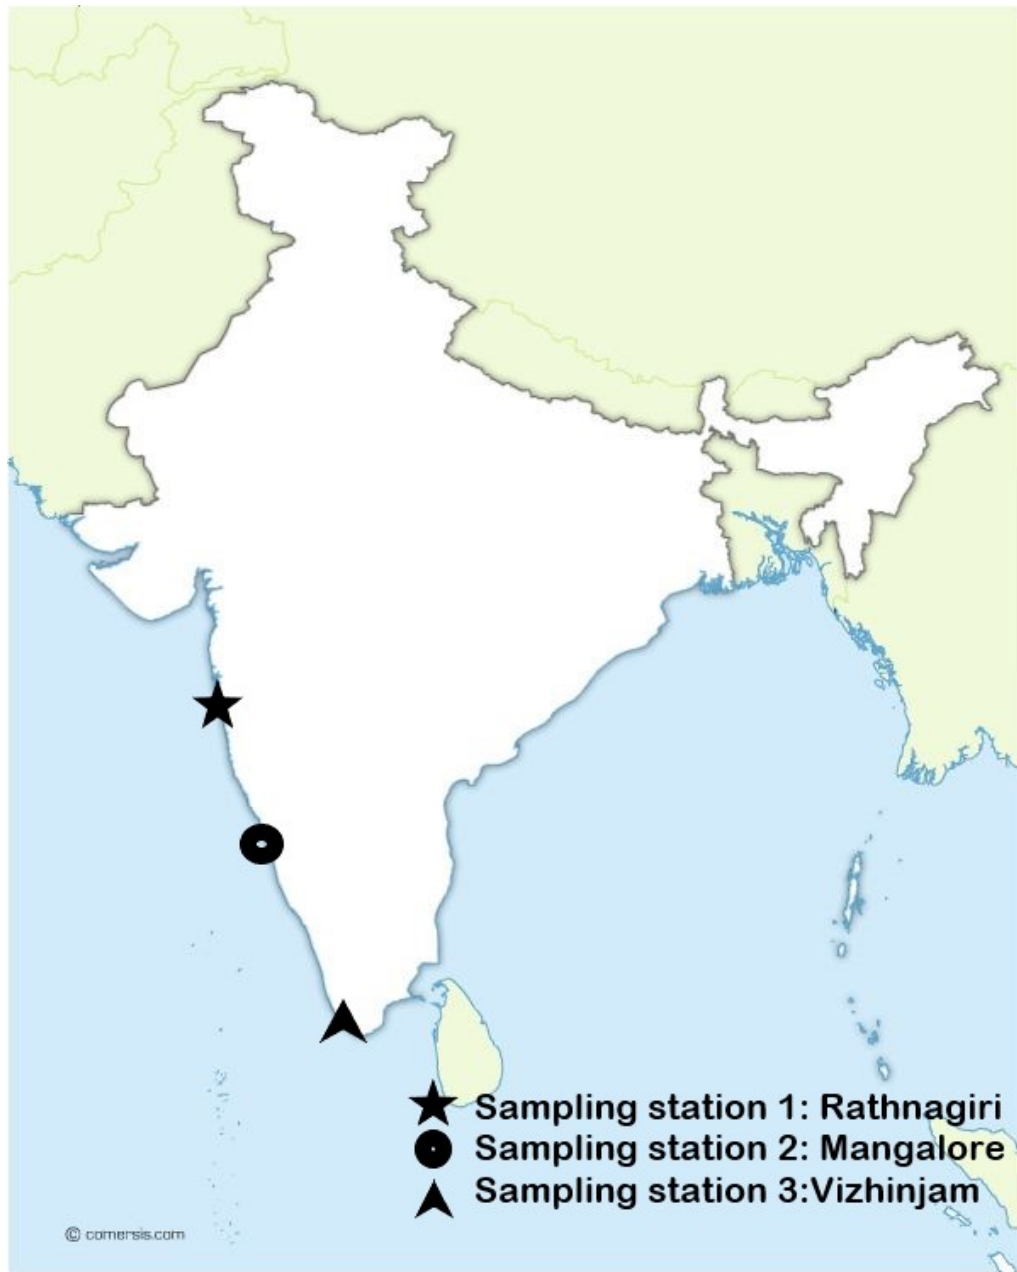 Sampling station 1: Rathnagiri
Sampling station 2: Mangalore
Sampling station 3:Vizhinjam
© comersis.com